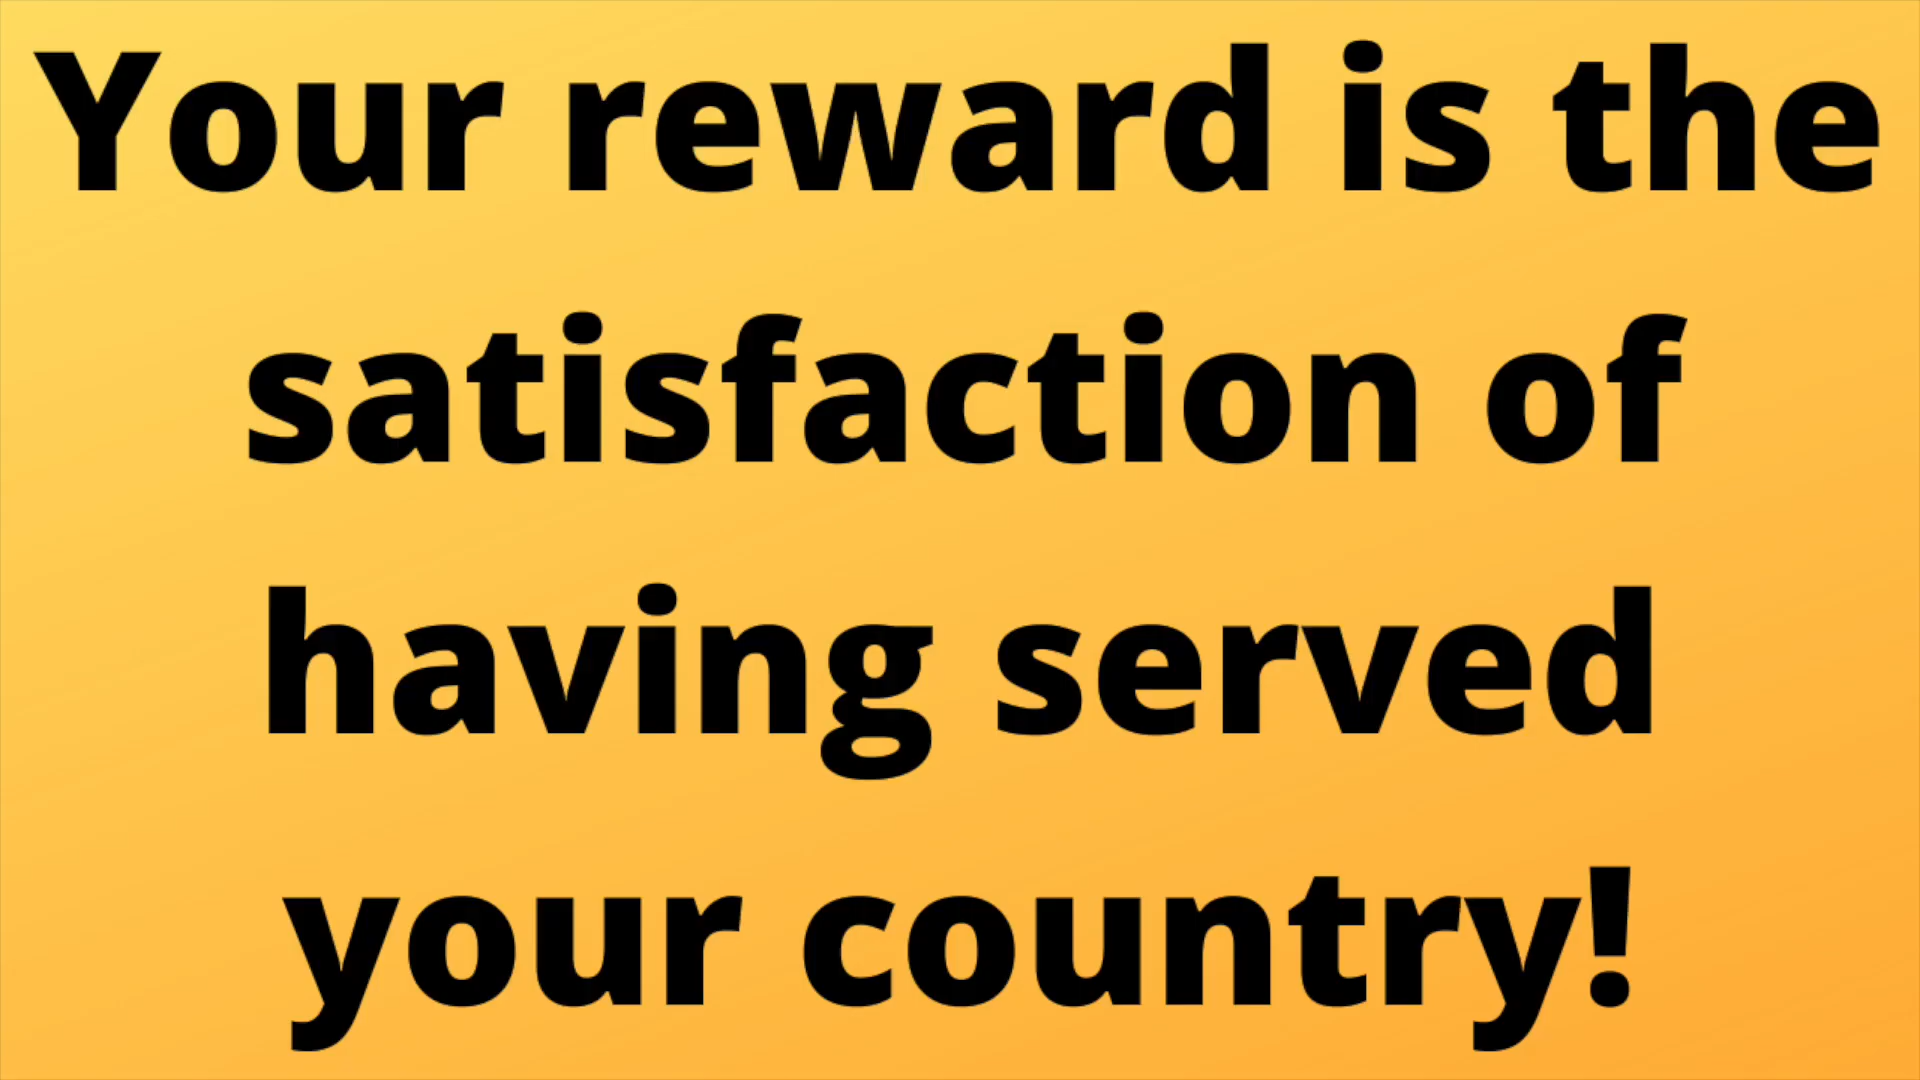 Your reward is the
satisfaction of
having served
your country!